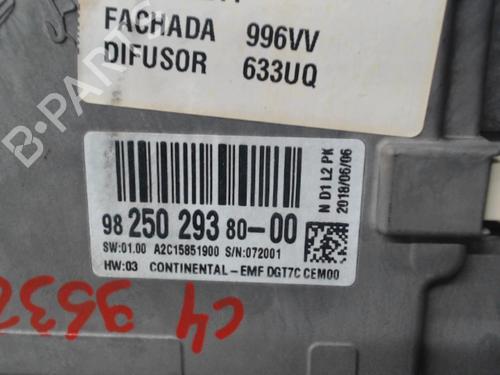 FACHADA 996VV
DIFUSOR 633UQ
98 250 293 80-00
SW:01.00 A2C15851900 S/N:072001
HW:03 CONTINENTAL-EMF DGT7C CEM00
N D1 L2 PK
2018/06/06
C4
B-PARTS